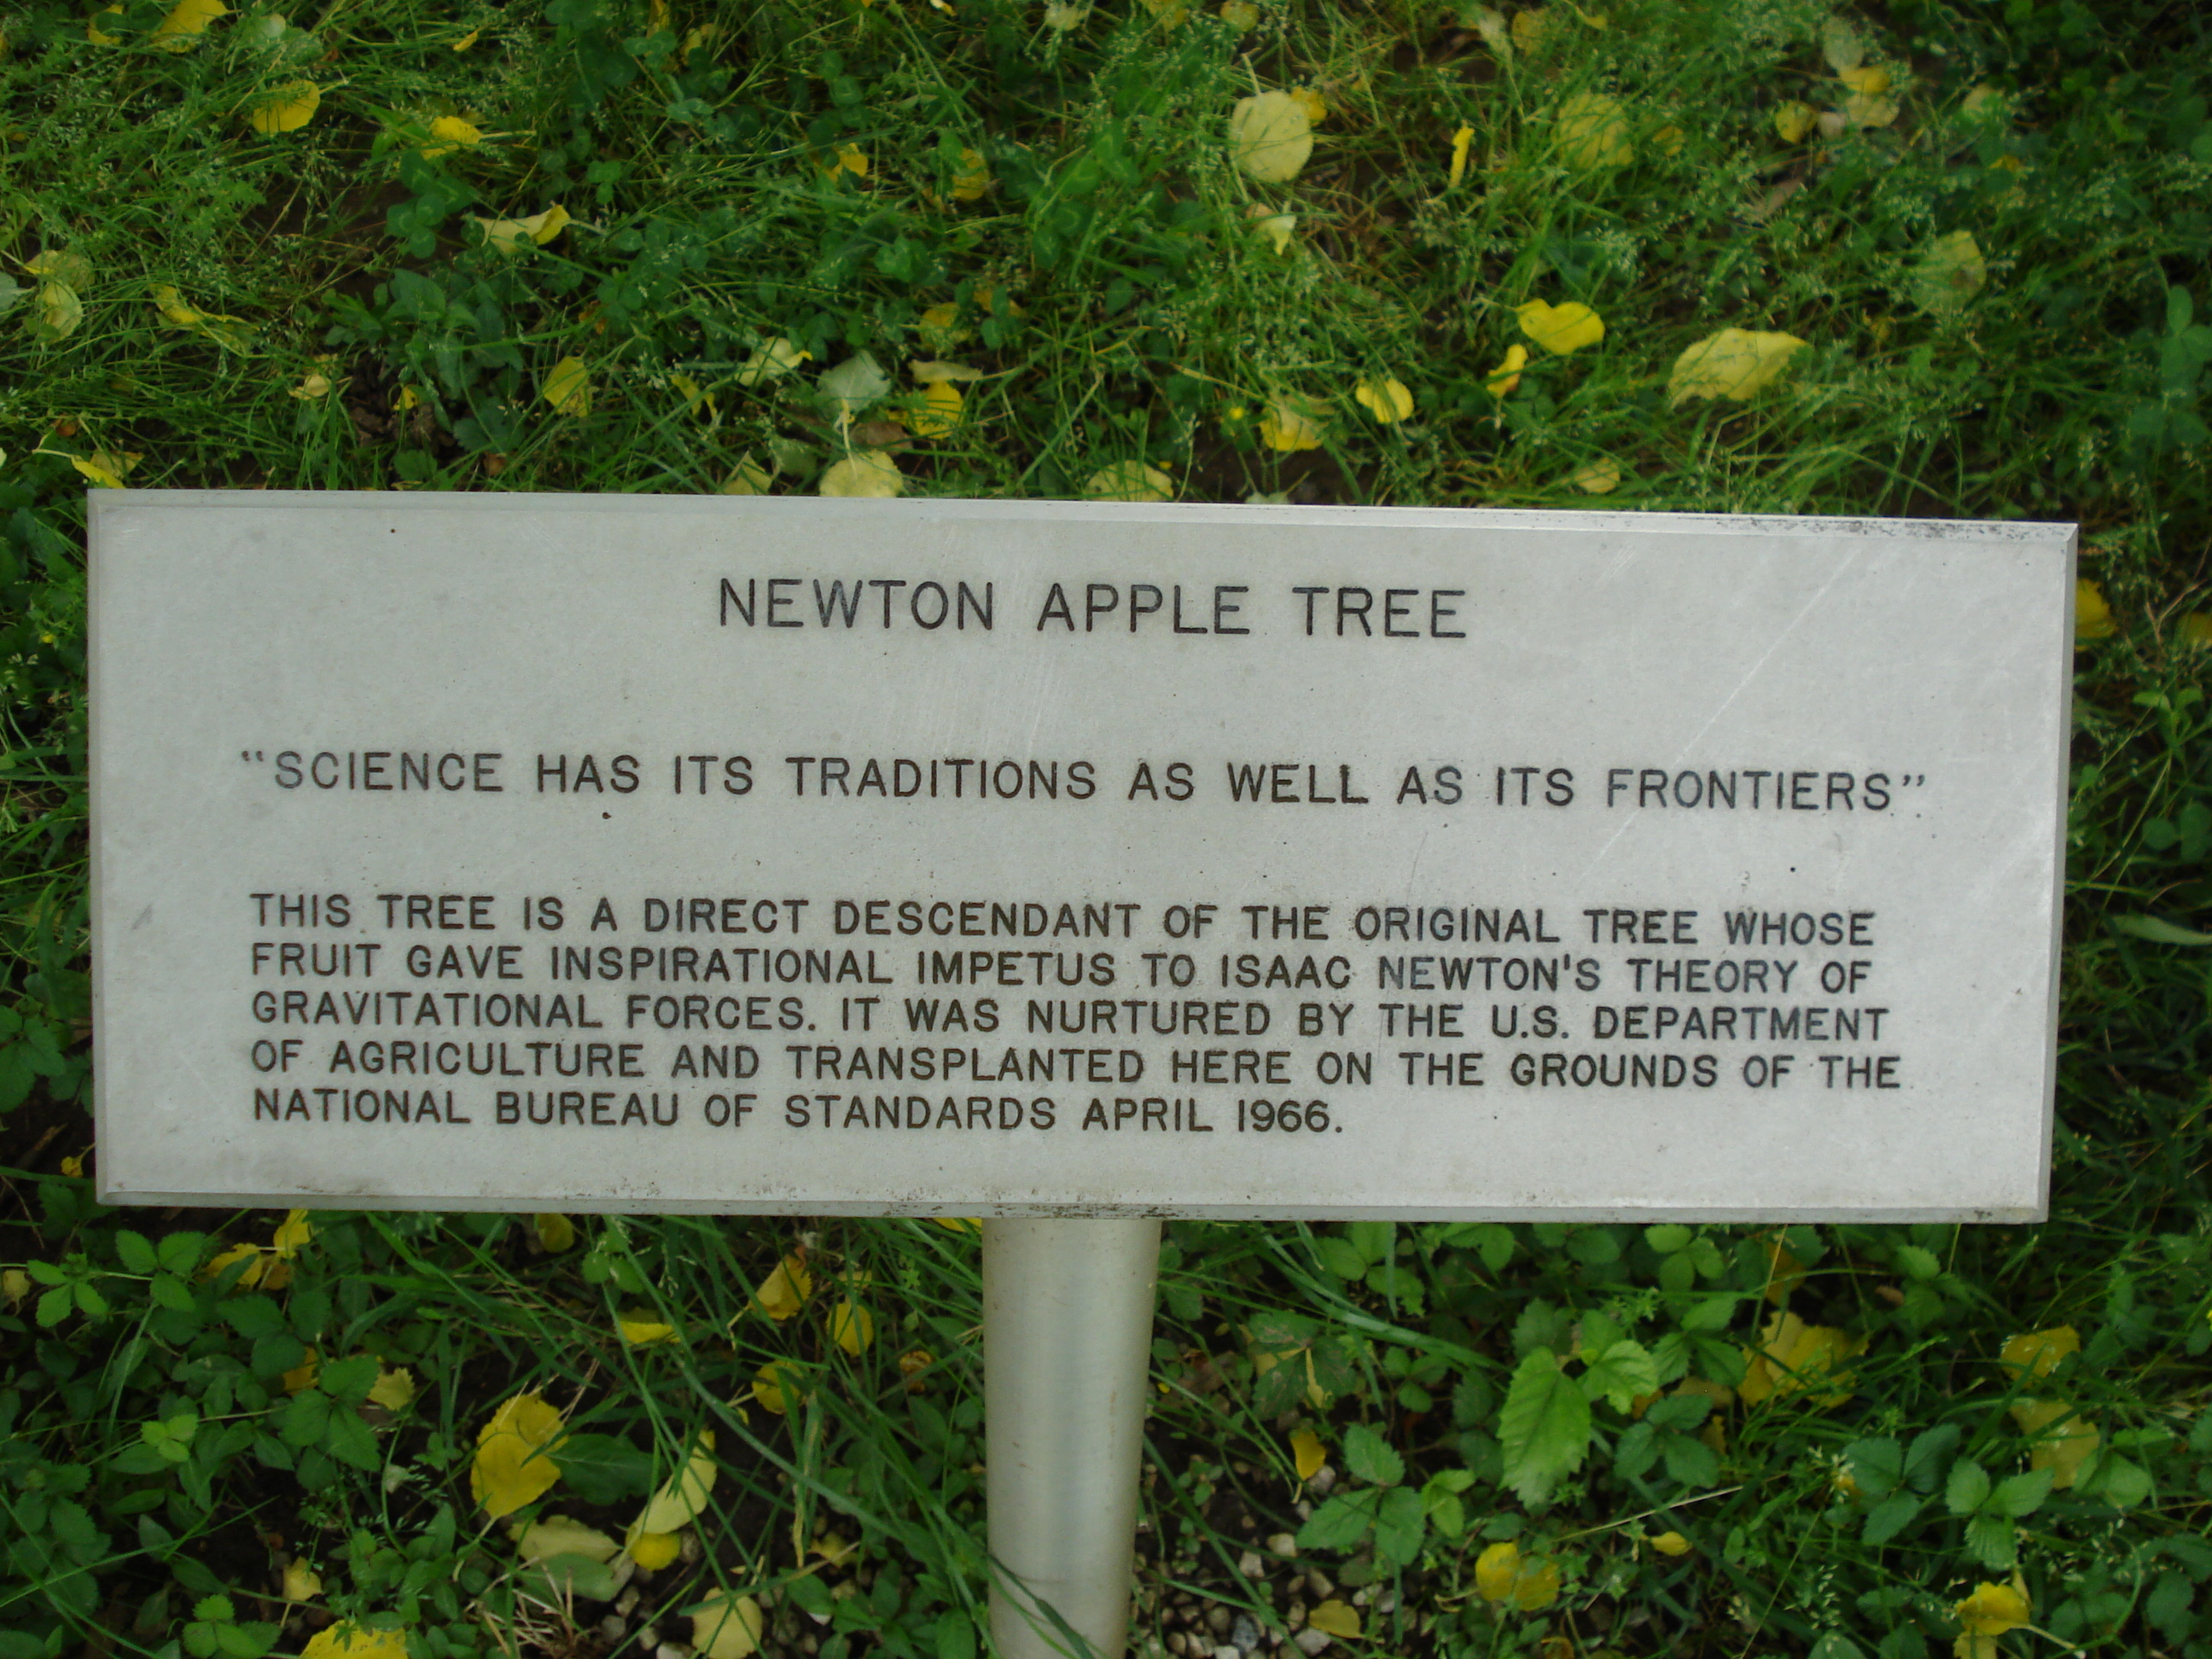 NEWTON APPLE TREE
“SCIENCE HAS ITS TRADITIONS AS WELL AS ITS FRONTIERS”
THIS TREE IS A DIRECT DESCENDANT OF THE ORIGINAL TREE WHOSE
FRUIT GAVE INSPIRATIONAL IMPETUS TO ISAAC NEWTON'S THEORY OF
GRAVITATIONAL FORCES. IT WAS NURTURED BY THE U.S. DEPARTMENT
OF AGRICULTURE AND TRANSPLANTED HERE ON THE GROUNDS OF THE
NATIONAL BUREAU OF STANDARDS APRIL 1966.